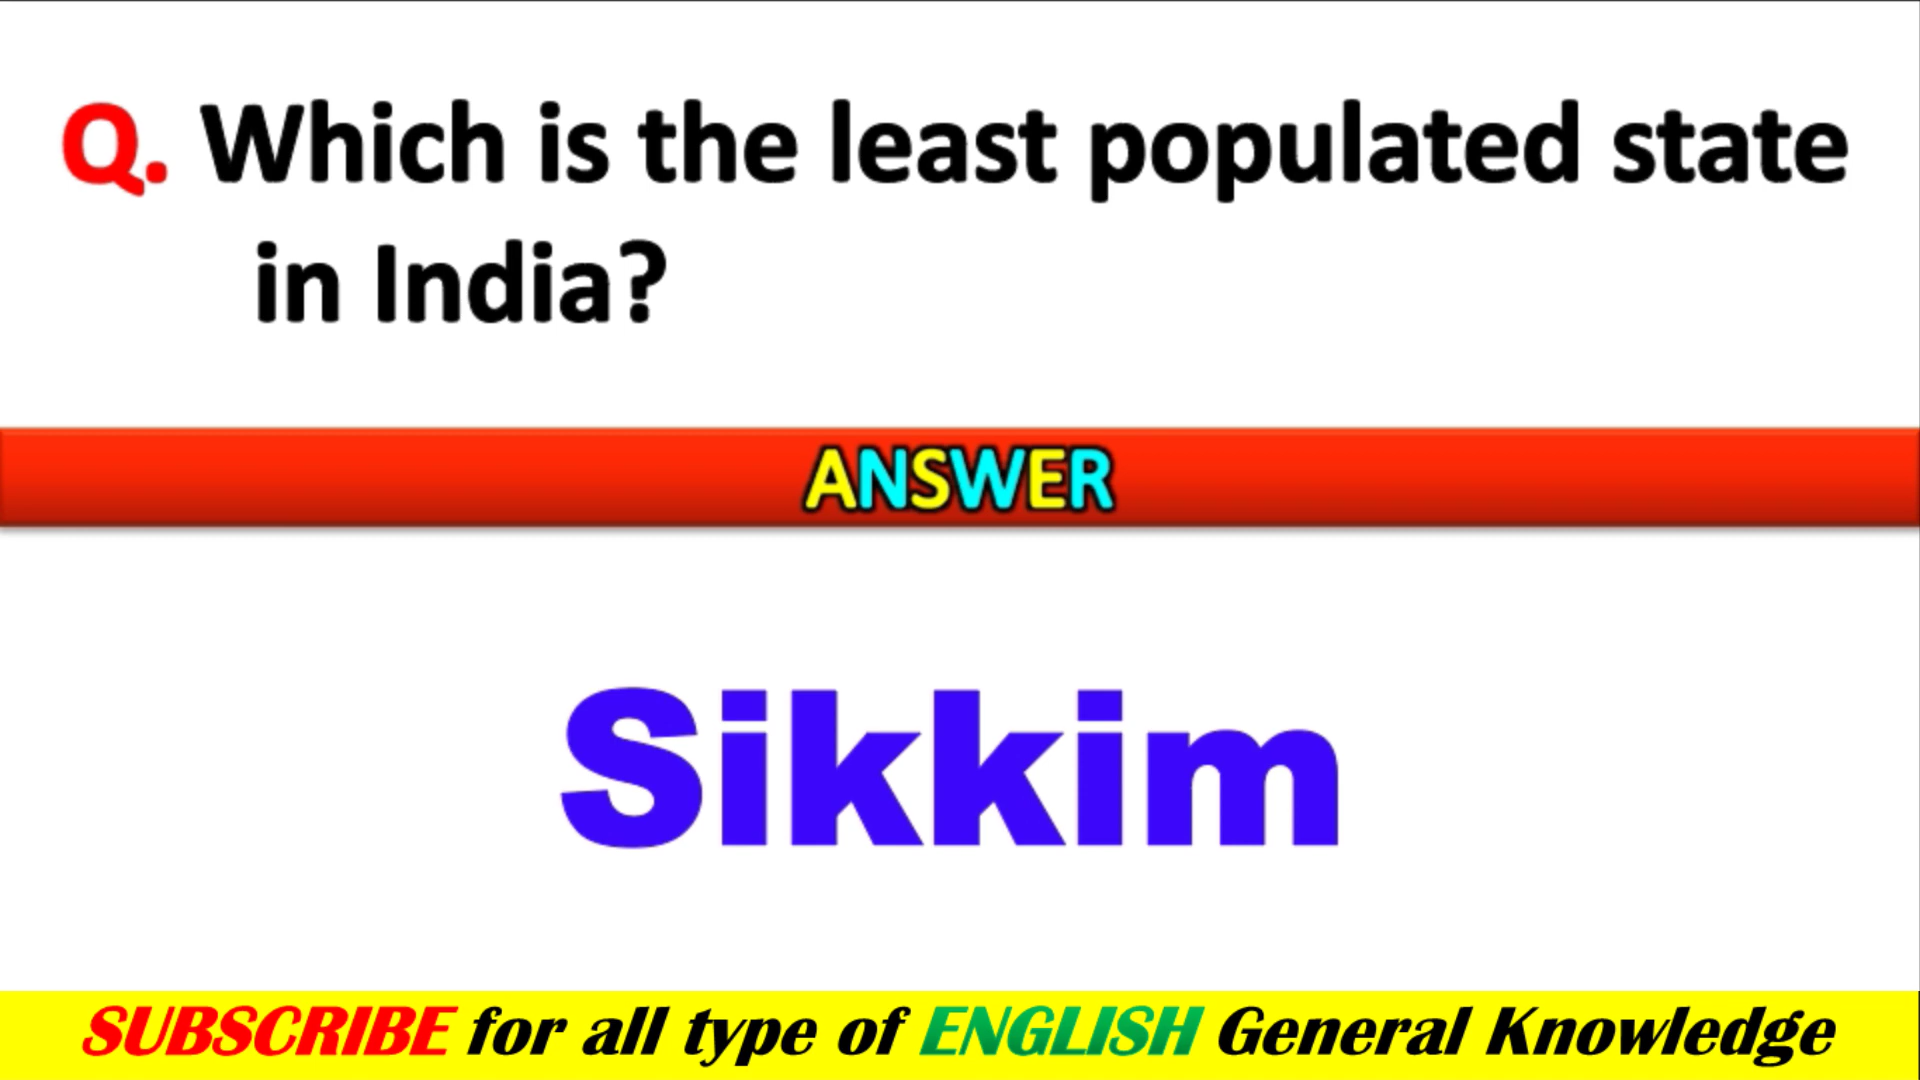 Q. Which is the least populated state
in India?
ANSWER
Sikkim
SUBSCRIBE for all type of ENGLISH General Knowledge